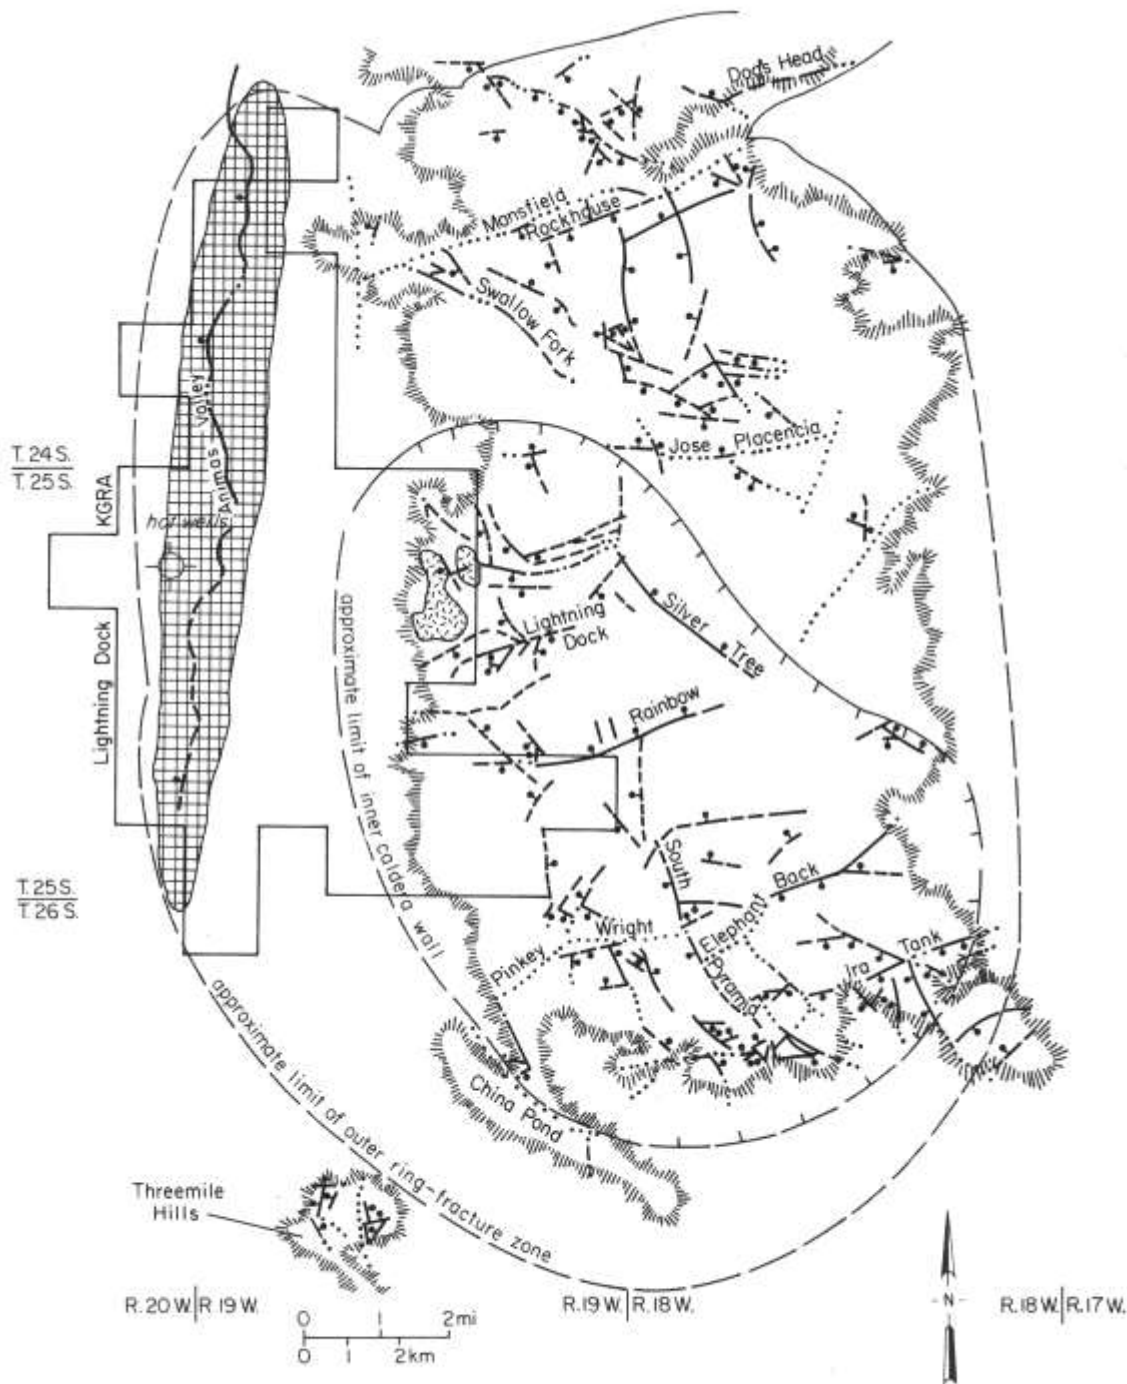 Dogs Head
Mansfield
Rockhouse
Swallow Fork
Animas Valley
Jose Placencia
T. 24 S.
T. 25 S.
KGRA
hot wells
Lightning Dock
approximate limit of inner caldera wall
Lightning
Dock
Silver Tree
Rainbow
South
Pyramid
Elephant Back
T. 25 S.
T. 26 S.
Pinkey Wright
Ira Tank
approximate limit of outer ring-fracture zone
China Pond
Threemile
Hills
R. 20 W. R 19 W.
R. 19 W. R. 18 W.
R. 18 W. R. 17 W.
N
0 1 2 mi
0 1 2 km